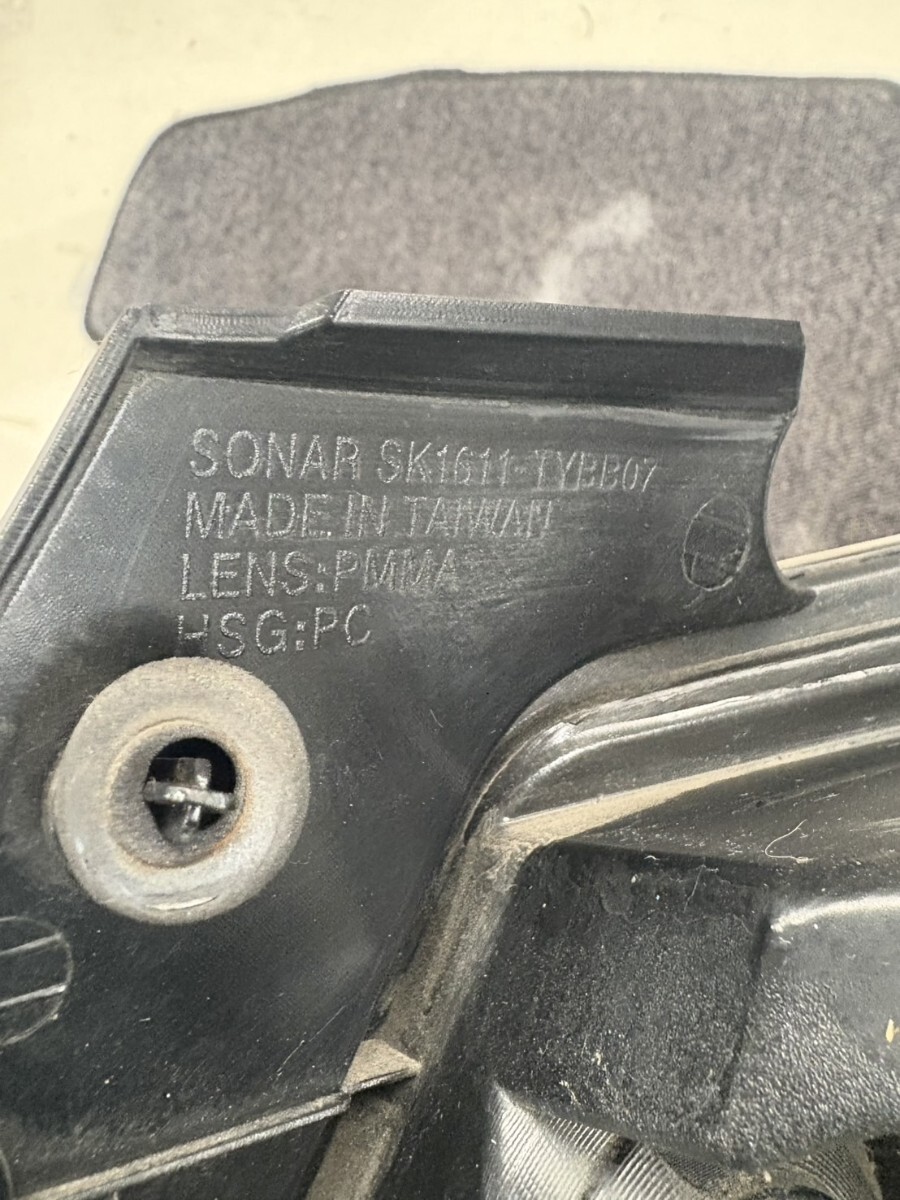 SONAR SK1611-TYBB07
MADE IN TAIWAN
LENS:PMMA
HSG:PC